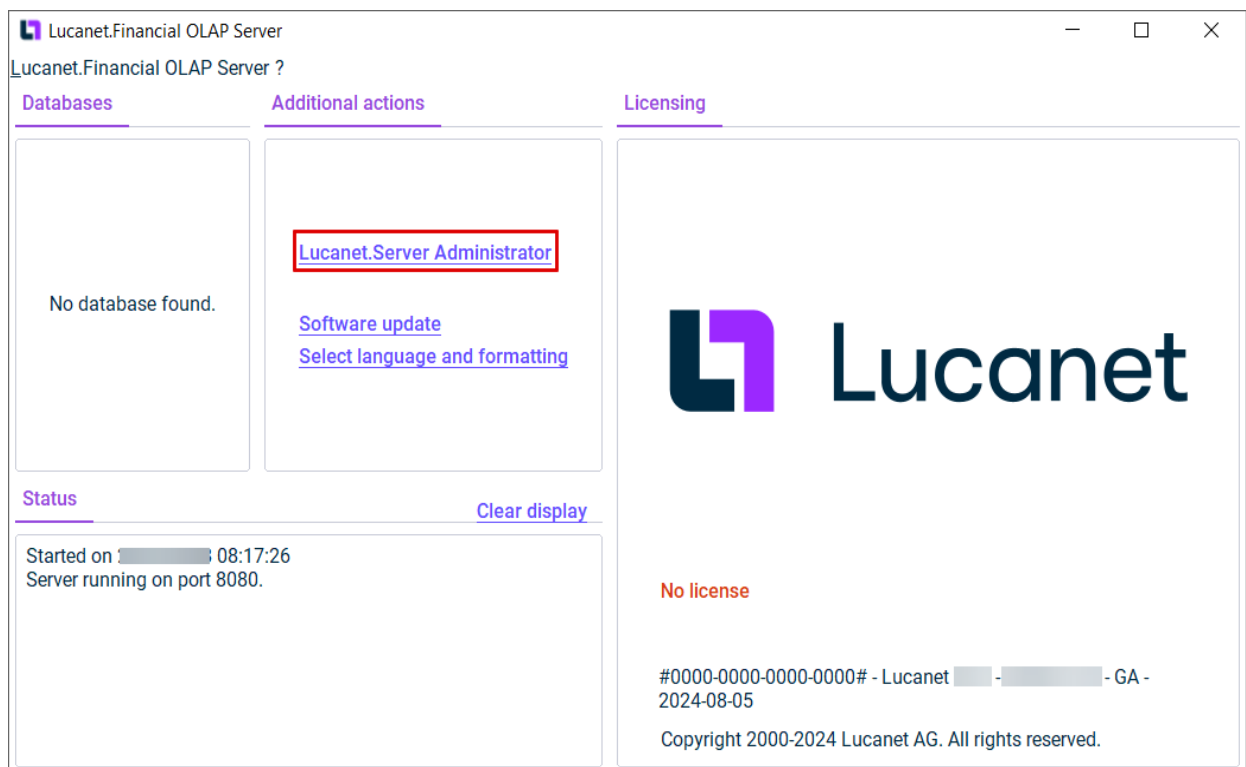 Lucanet.Financial OLAP Server
Lucanet.Financial OLAP Server ?
Databases
Additional actions
Licensing
No database found.
Lucanet.Server Administrator
Software update
Select language and formatting
Lucanet
Status
Clear display
Started on 08:17:26
Server running on port 8080.
No license
#0000-0000-0000-0000# - Lucanet - - GA -
2024-08-05
Copyright 2000-2024 Lucanet AG. All rights reserved.